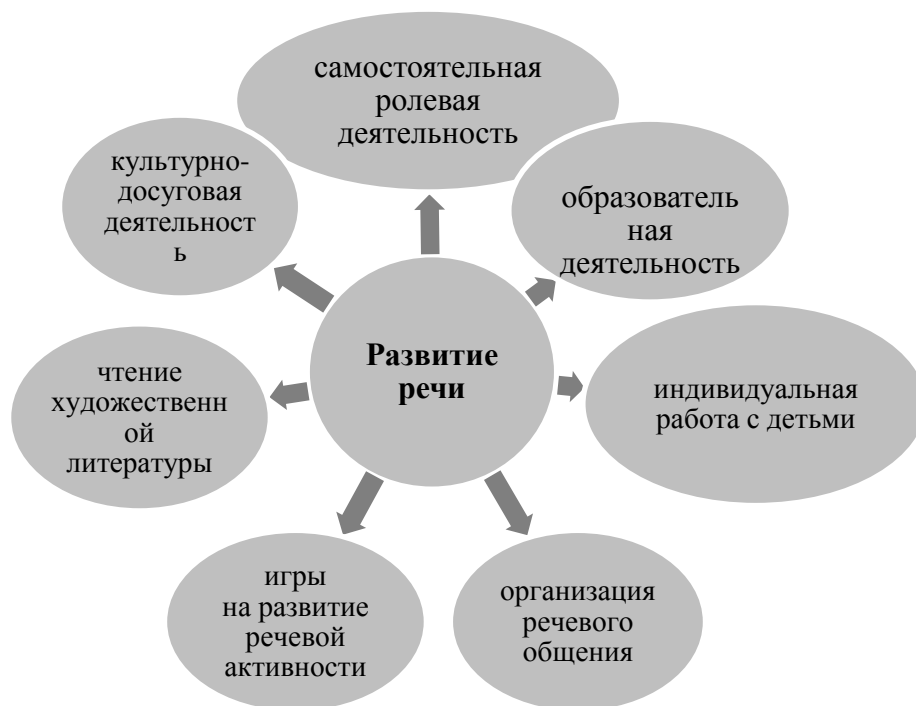 самостоятельная
ролевая
деятельность
культурно-
досуговая
деятельност
ь
образователь
ная
деятельность
Развитие
речи
чтение
художественн
ой
литературы
индивидуальная
работа с детьми
игры
на развитие
речевой
активности
организация
речевого
общения